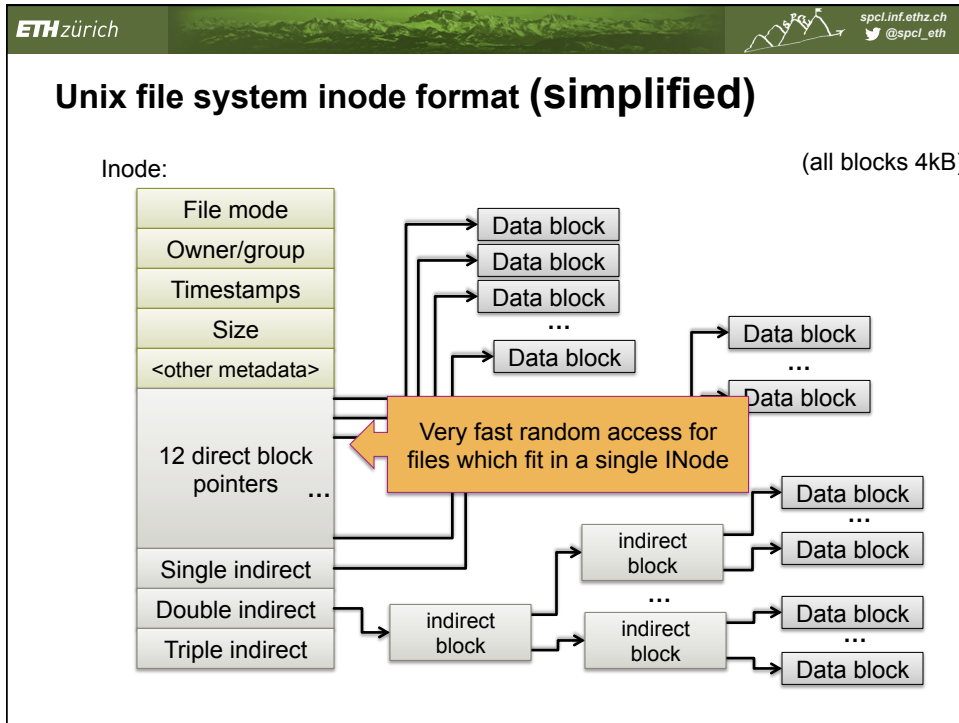 ETH zürich
spcl.inf.ethz.ch
@spcl_eth
Unix file system inode format (simplified)
Inode:
(all blocks 4kB)
File mode
Owner/group
Timestamps
Size
<other metadata>
12 direct block
pointers ...
Single indirect
Double indirect
Triple indirect
Data block
Data block
Data block
...
Data block
Data block
...
Data block
Very fast random access for
files which fit in a single INode
indirect
block
indirect
block
...
indirect
block
Data block
...
Data block
Data block
...
Data block